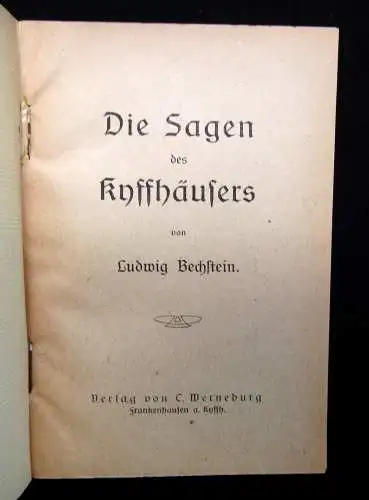 Die Sagen
des
Kyffhäuſers
von
Ludwig Bechſtein.
Verlag von C. Werneburg
Frankenhauſen a. Kyffh.